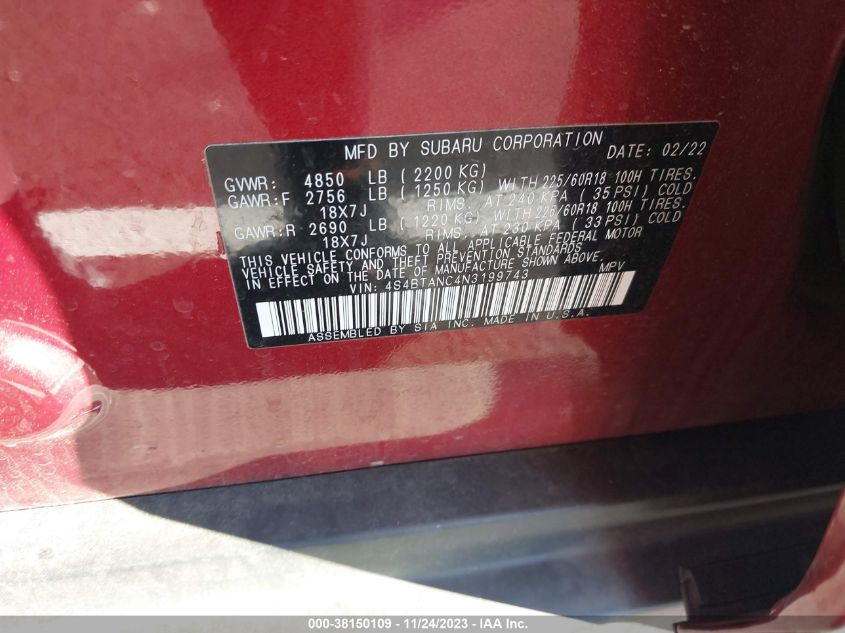 MFD BY SUBARU CORPORATION DATE: 02/22
GVWR: 4850 LB (2200 KG)
GAWR:F 2756 LB (1250 KG) WITH 225/60R18 100H TIRES.
18X7J RIMS. AT 240 KPA (35 PSI) COLD
GAWR:R 2690 LB (1220 KG) WITH 225/60R18 100H TIRES.
18X7J RIMS. AT 230 KPA (33 PSI) COLD
THIS VEHICLE CONFORMS TO ALL APPLICABLE FEDERAL MOTOR
VEHICLE SAFETY AND THEFT PREVENTION STANDARDS
IN EFFECT ON THE DATE OF MANUFACTURE SHOWN ABOVE.
VIN: 4S4BTANC4N3199743 MPV
ASSEMBLED BY SIA INC. MADE IN U.S.A.
000-38150109 - 11/24/2023 - IAA Inc.